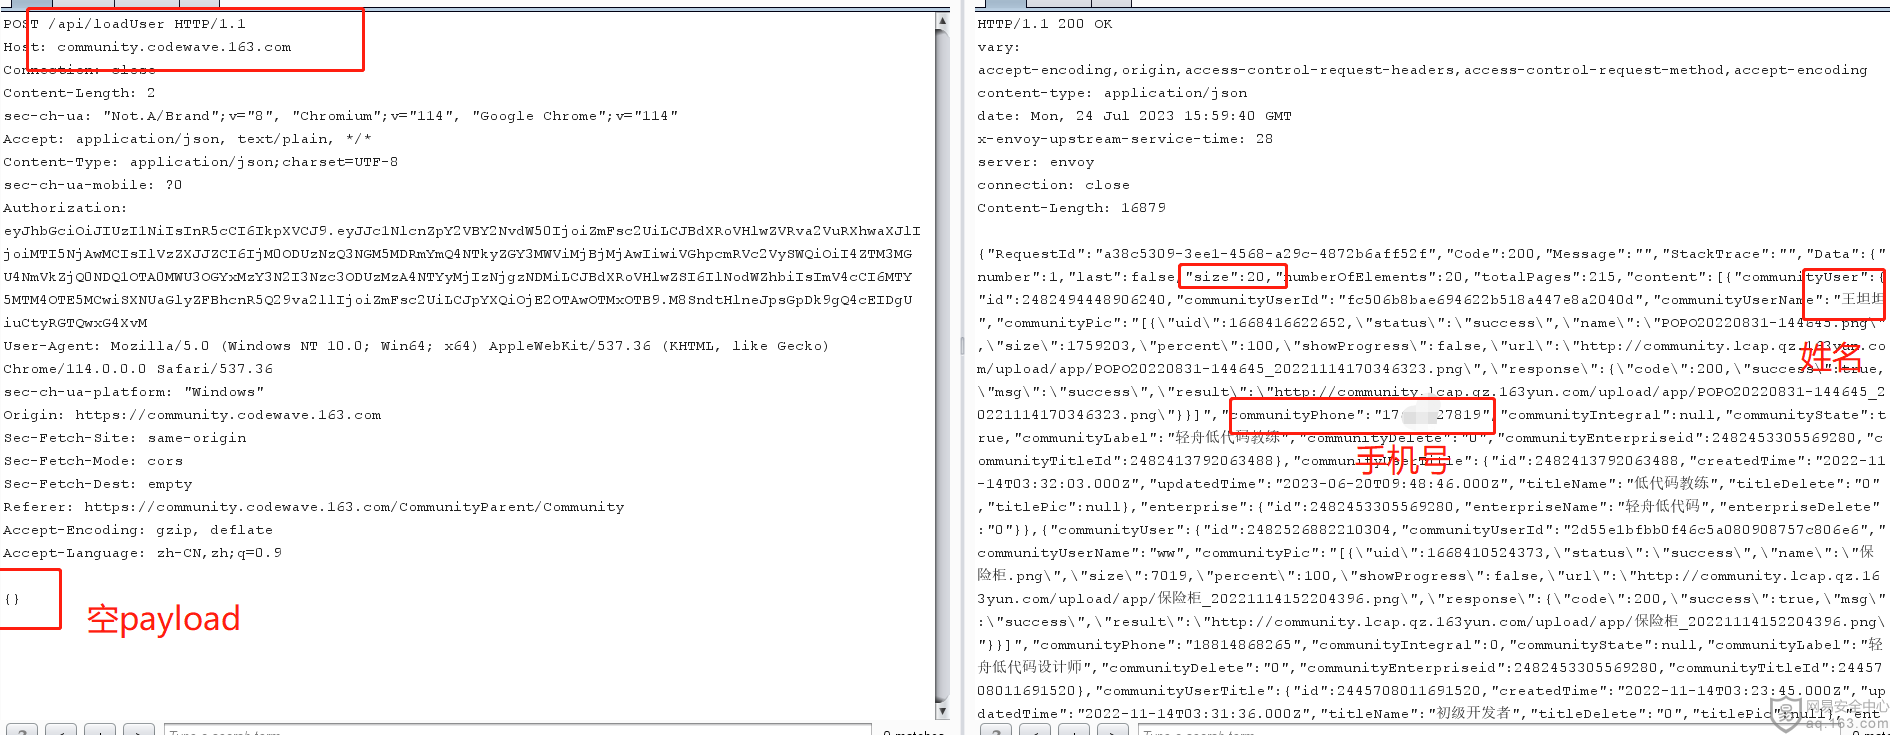 POST /api/loadUser HTTP/1.1
Host: community.codewave.163.com
Connection: close
Content-Length: 2
sec-ch-ua: "Not.A/Brand";v="8", "Chromium";v="114", "Google Chrome";v="114"
Accept: application/json, text/plain, */*
Content-Type: application/json;charset=UTF-8
sec-ch-ua-mobile: ?0
Authorization:
eyJhbGciOiJIUzI1NiIsInR5cCI6IkpXVCJ9.eyJJc1NlcnZpY2VBY2NvdW50IjoiZmFsc2UiLCJBdXRoVHlwZVRva2VuRXhwaXJlI
User-Agent: Mozilla/5.0 (Windows NT 10.0; Win64; x64) AppleWebKit/537.36 (KHTML, like Gecko)
Chrome/114.0.0.0 Safari/537.36
sec-ch-ua-platform: "Windows"
Origin: https://community.codewave.163.com
Sec-Fetch-Site: same-origin
Sec-Fetch-Mode: cors
Sec-Fetch-Dest: empty
Referer: https://community.codewave.163.com/CommunityParent/Community
Accept-Encoding: gzip, deflate
Accept-Language: zh-CN,zh;q=0.9
{}
空payload
HTTP/1.1 200 OK
vary:
accept-encoding,origin,access-control-request-headers,access-control-request-method,accept-encoding
content-type: application/json
date: Mon, 24 Jul 2023 15:59:40 GMT
x-envoy-upstream-service-time: 28
server: envoy
connection: close
Content-Length: 16879
{"RequestId":"a38c5309-3ee1-4568-a29c-4872b6aff52f","Code":200,"Message":"","StackTrace":"","Data":{"
number":1,"last":false,"size":20,"numberOfElements":20,"totalPages":215,"content":[{"communityUser":{
"id":2482494448906240,"communityUserId":"fc506b8bae694622b518a447e8a2040d","communityUserName":"王坦坦
","communityPic":"[{\"uid\":1668416622652,\"status\":\"success\",\"name\":\"POPO20220831-144645.png\"
,\"size\":1759203,\"percent\":100,\"showProgress\":false,\"url\":\"http://community.lcap.qz.163yun.co
m/upload/app/POPO20220831-144645_20221114170346323.png\",\"response\":{\"code\":200,\"success\":true,
\"msg\":\"success\",\"result\":\"http://community.lcap.qz.163yun.com/upload/app/POPO20220831-144645_2
0221114170346323.png\"}}]","communityPhone":"17 27819","communityIntegral":null,"communityState":t
rue,"communityLabel":"轻舟低代码教练","communityDelete":"0","communityEnterpriseid":2482453305569280,"c
ommunityTitleId":2482413792063488},"communityUserTitle":{"id":2482413792063488,"createdTime":"2022-11
-14T03:32:03.000Z","updatedTime":"2023-06-20T09:48:46.000Z","titleName":"低代码教练","titleDelete":"0"
,"titlePic":null},"enterprise":{"id":2482453305569280,"enterpriseName":"轻舟低代码","enterpriseDelete"
:"0"}},{"communityUser":{"id":2482526882210304,"communityUserId":"2d55e1bfbb0f46c5a080908757c806e6","
communityUserName":"ww","communityPic":"[{\"uid\":1668410524373,\"status\":\"success\",\"name\":\"保
险柜.png\",\"size\":7019,\"percent\":100,\"showProgress\":false,\"url\":\"http://community.lcap.qz.16
3yun.com/upload/app/保险柜_20221114152204396.png\",\"response\":{\"code\":200,\"success\":true,\"msg\"
:\"success\",\"result\":\"http://community.lcap.qz.163yun.com/upload/app/保险柜_20221114152204396.png\
"}}]","communityPhone":"18814868265","communityIntegral":0,"communityState":null,"communityLabel":"轻
舟低代码设计师","communityDelete":"0","communityEnterpriseid":2482453305569280,"communityTitleId":24457
08011691520},"communityUserTitle":{"id":2445708011691520,"createdTime":"2022-11-14T03:23:45.000Z","up
datedTime":"2022-11-14T03:31:36.000Z","titleName":"初级开发者","titleDelete":"0","titlePic":null},"ent
姓名
手机号
网易安全中心
aq.163.com